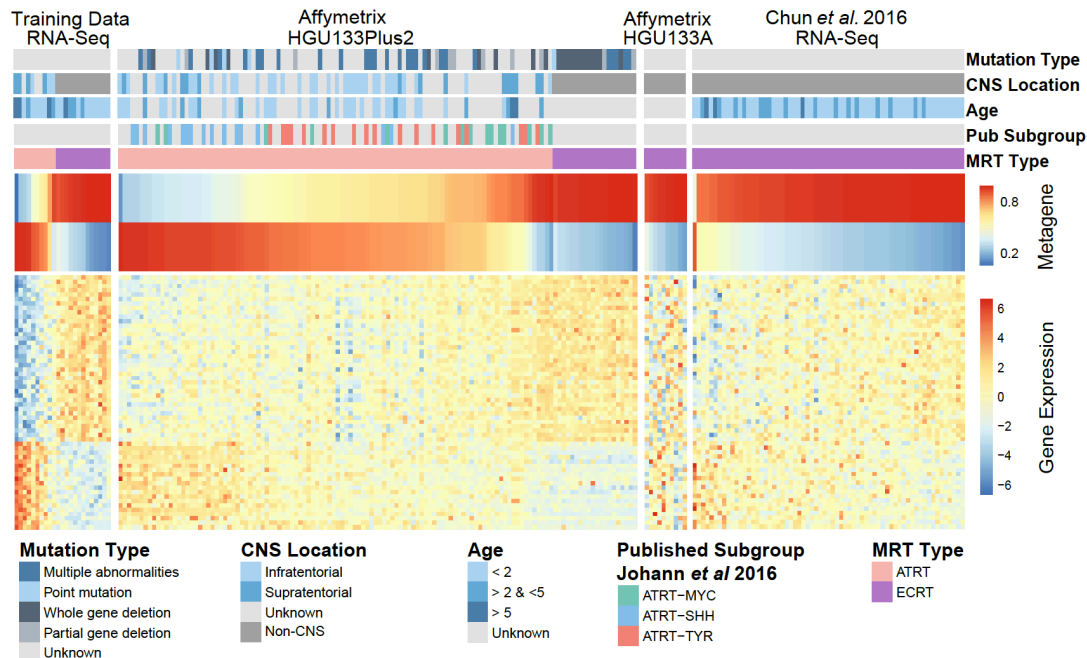 Training Data
RNA-Seq
Affymetrix
HGU133Plus2
Affymetrix
HGU133A
Chun et al. 2016
RNA-Seq
Mutation Type
CNS Location
Age
Pub Subgroup
MRT Type
0.8
0.2
Metagene
6
4
2
0
−2
−4
−6
Gene Expression
Mutation Type
Multiple abnormalities
Point mutation
Whole gene deletion
Partial gene deletion
Unknown
CNS Location
Infratentorial
Supratentorial
Unknown
Non−CNS
Age
< 2
> 2 & <5
> 5
Unknown
Published Subgroup
Johann et al 2016
ATRT−MYC
ATRT−SHH
ATRT−TYR
MRT Type
ATRT
ECRT